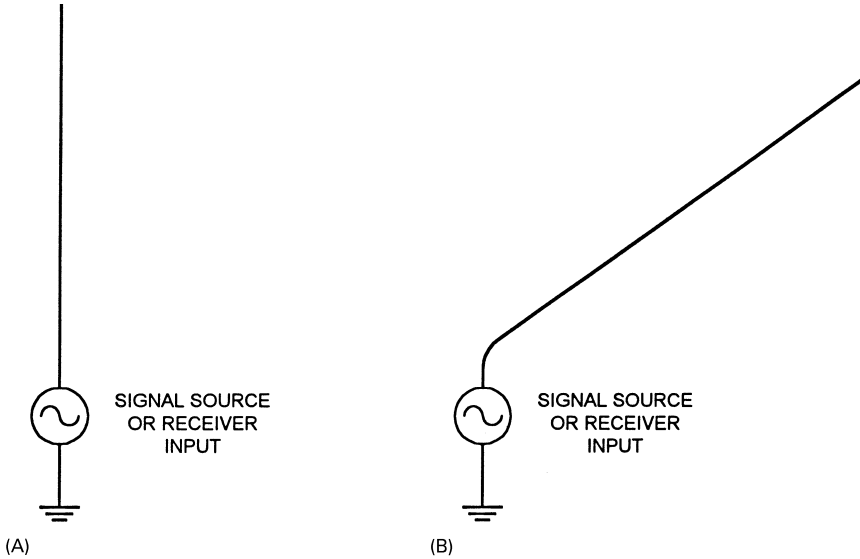 SIGNAL SOURCE
OR RECEIVER
INPUT
(A)
SIGNAL SOURCE
OR RECEIVER
INPUT
(B)